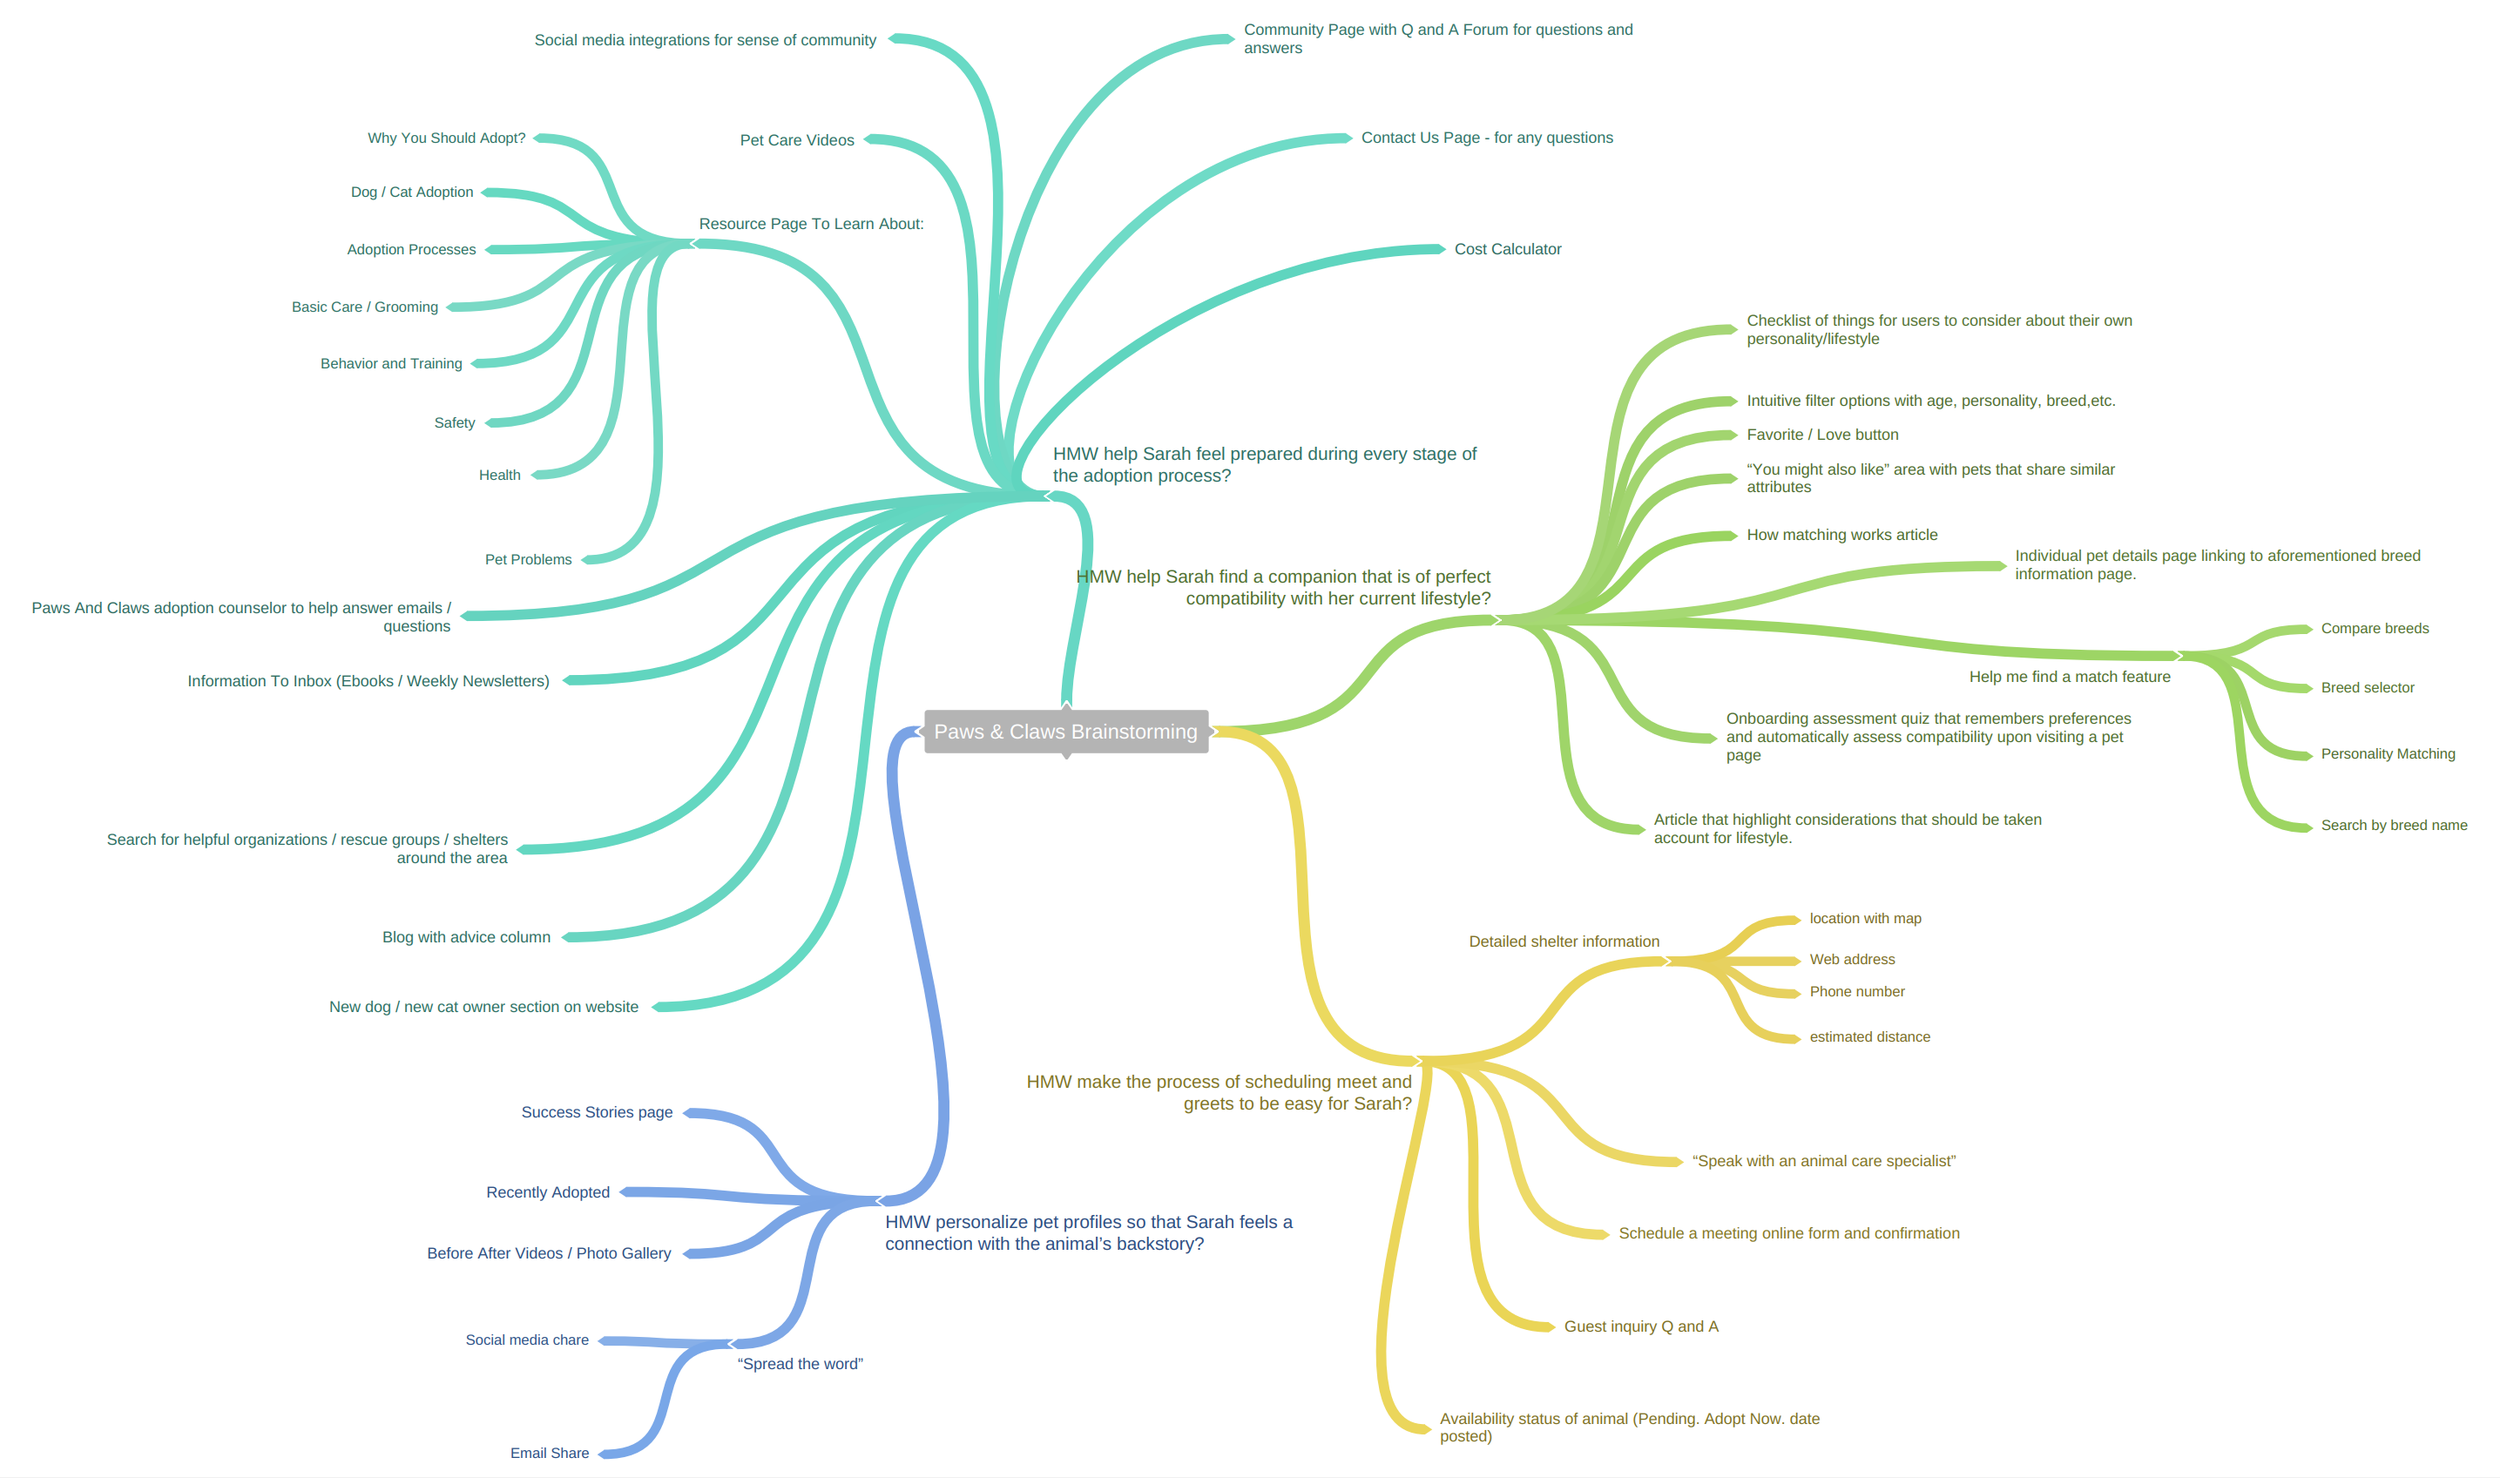 Social media integrations for sense of community
Community Page with Q and A Forum for questions and
answers
Why You Should Adopt?
Pet Care Videos
Contact Us Page - for any questions
Dog / Cat Adoption
Resource Page To Learn About:
Adoption Processes
Cost Calculator
Basic Care / Grooming
Behavior and Training
Safety
Health
Pet Problems
HMW help Sarah feel prepared during every stage of
the adoption process?
Paws And Claws adoption counselor to help answer emails /
questions
Information To Inbox (Ebooks / Weekly Newsletters)
Search for helpful organizations / rescue groups / shelters
around the area
Blog with advice column
New dog / new cat owner section on website
Checklist of things for users to consider about their own
personality/lifestyle
Intuitive filter options with age, personality, breed,etc.
Favorite / Love button
“You might also like” area with pets that share similar
attributes
How matching works article
Individual pet details page linking to aforementioned breed
information page.
HMW help Sarah find a companion that is of perfect
compatibility with her current lifestyle?
Compare breeds
Help me find a match feature
Breed selector
Personality Matching
Search by breed name
Onboarding assessment quiz that remembers preferences
and automatically assess compatibility upon visiting a pet
page
Article that highlight considerations that should be taken
account for lifestyle.
Paws & Claws Brainstorming
Detailed shelter information
location with map
Web address
Phone number
estimated distance
HMW make the process of scheduling meet and
greets to be easy for Sarah?
“Speak with an animal care specialist”
Schedule a meeting online form and confirmation
Guest inquiry Q and A
Availability status of animal (Pending. Adopt Now. date
posted)
Success Stories page
Recently Adopted
Before After Videos / Photo Gallery
HMW personalize pet profiles so that Sarah feels a
connection with the animal’s backstory?
Social media chare
“Spread the word”
Email Share